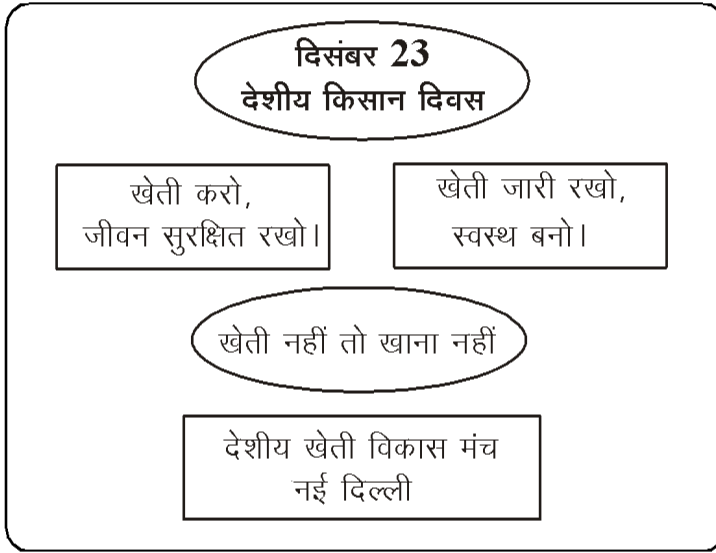 दिसंबर 23
देशीय किसान दिवस
खेती करो,
जीवन सुरक्षित रखो।
खेती जारी रखो,
स्वस्थ बनो।
खेती नहीं तो खाना नहीं
देशीय खेती विकास मंच
नई दिल्ली